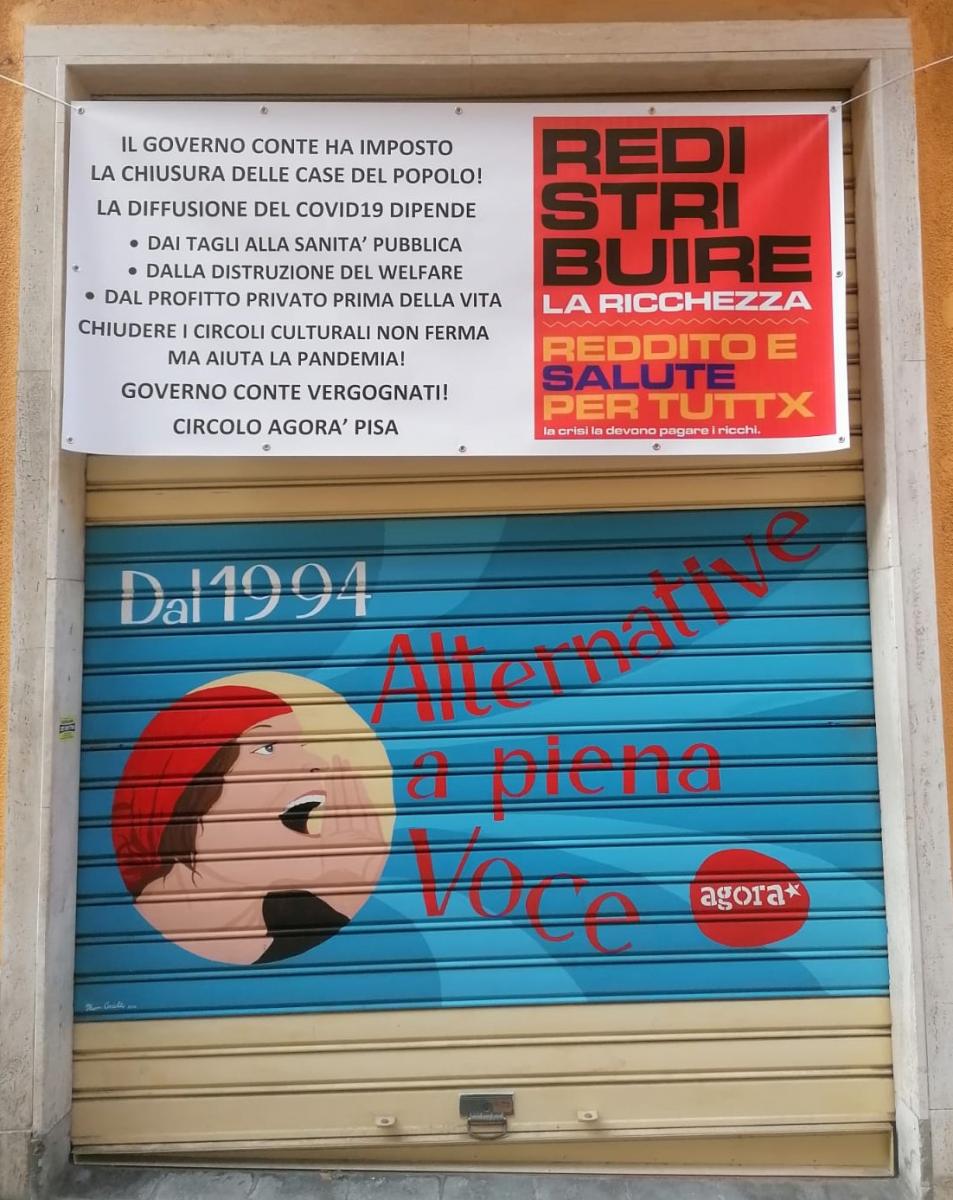 IL GOVERNO CONTE HA IMPOSTO
LA CHIUSURA DELLE CASE DEL POPOLO!
LA DIFFUSIONE DEL COVID19 DIPENDE
• DAI TAGLI ALLA SANITA' PUBBLICA
• DALLA DISTRUZIONE DEL WELFARE
• DAL PROFITTO PRIVATO PRIMA DELLA VITA
CHIUDERE I CIRCOLI CULTURALI NON FERMA
MA AIUTA LA PANDEMIA!
GOVERNO CONTE VERGOGNATI!
CIRCOLO AGORA' PISA
REDI
STRI
BUIRE
LA RICCHEZZA
REDDITO E
SALUTE
PER TUTTX
la crisi la devono pagare i ricchi.
Dal 1994
Alternative
a piena
Voce
agora★